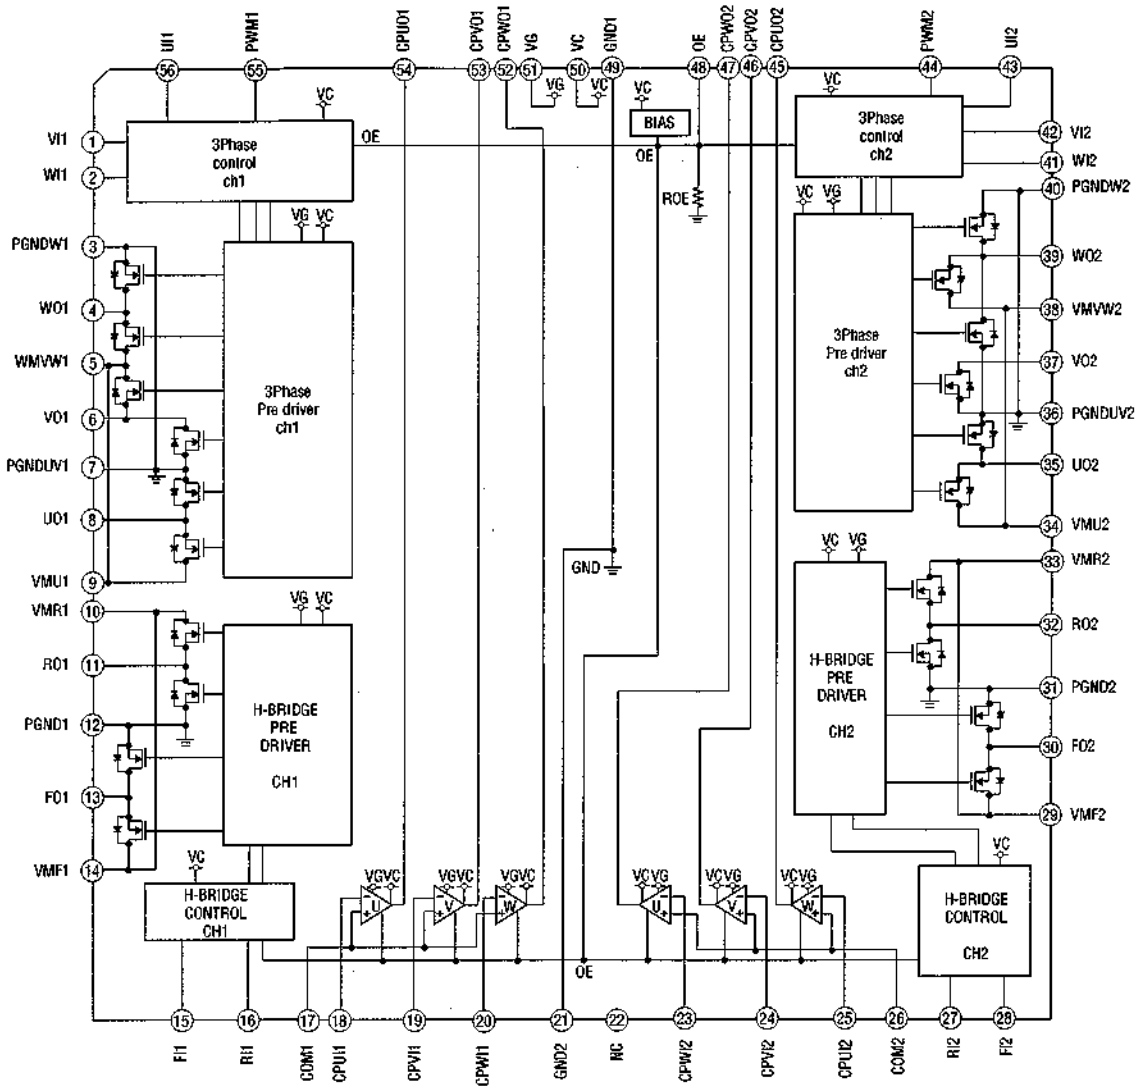 UI1
PWM1
CPUO1
CPVO1
CPWO1
VG
VC
GND1
OE
CPWO2
CPVO2
CPUO2
PWM2
UI2
56
55
54
53
52
51
50
49
48
47
46
45
44
43
VC
VG
VC
VC
VC
VI1
1
3Phase
control
ch1
OE
BIAS
OE
3Phase
control
ch2
42
VI2
WI1
2
41
WI2
ROE
40
PGNDW2
VG
VC
VC
VG
PGNDW1
3
39
WO2
WO1
4
38
VMVW2
WMVW1
5
3Phase
Pre driver
ch1
3Phase
Pre driver
ch2
37
VO2
VO1
6
36
PGNDUV2
PGNDUV1
7
35
UO2
UO1
8
34
VMU2
VMU1
9
GND
VC
VG
33
VMR2
VMR1
10
VG
VC
32
RO2
RO1
11
H-BRIDGE
PRE
DRIVER
CH1
H-BRIDGE
PRE
DRIVER
CH2
31
PGND2
PGND1
12
30
FO2
FO1
13
29
VMF2
VMF1
14
VC
VC
VGVC
VGVC
VGVC
VCVG
VCVG
VCVG
H-BRIDGE
CONTROL
CH1
U
V
W
U
V
W
H-BRIDGE
CONTROL
CH2
OE
15
16
17
18
19
20
21
22
23
24
25
26
27
28
FI1
RI1
COM1
CPUI1
CPVI1
CPWI1
GND2
NC
CPWI2
CPVI2
CPUI2
COM2
RI2
FI2